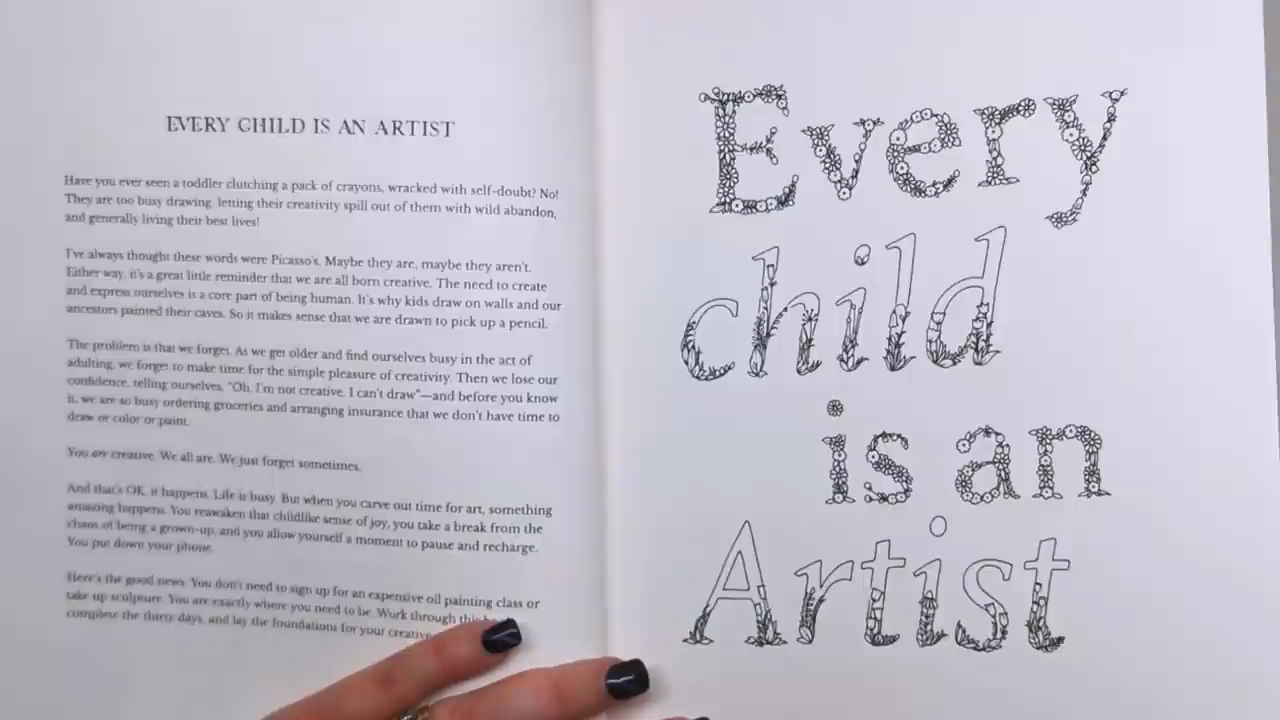 EVERY CHILD IS AN ARTIST
Have you ever seen a toddler clutching a pack of crayons, wracked with self-doubt? No!
They are too busy drawing, letting their creativity spill out of them with wild abandon,
and generally living their best lives!
I've always thought these words were Picasso's. Maybe they are, maybe they aren't.
Either way, it's a great little reminder that we are all born creative. The need to create
and express ourselves is a core part of being human. It's why kids draw on walls and our
ancestors painted their caves. So it makes sense that we are drawn to pick up a pencil.
The problem is that we forget. As we get older and find ourselves busy in the act of
adulting, we forget to make time for the simple pleasure of creativity. Then we lose our
confidence, telling ourselves, "Oh, I'm not creative. I can't draw"—and before you know
it, we are so busy ordering groceries and arranging insurance that we don't have time to
draw or color or paint.
You are creative. We all are. We just forget sometimes.
And that's OK, it happens. Life is busy. But when you carve out time for art, something
amazing happens. You reawaken that childlike sense of joy, you take a break from the
chaos of being a grown-up, and you allow yourself a moment to pause and recharge.
You put down your phone.
Here's the good news. You don't need to sign up for an expensive oil painting class or
take up sculpture. You are exactly where you need to be. Work through this
complete the thirty days, and lay the foundations for your creative
Every
child
is an
Artist